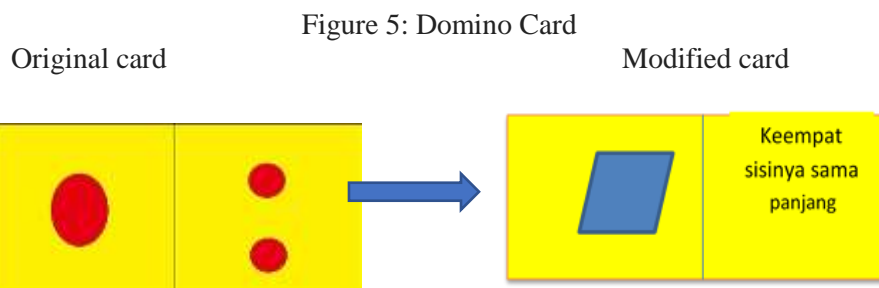 Figure 5: Domino Card
Original card
Modified card
Keempat
sisinya sama
panjang